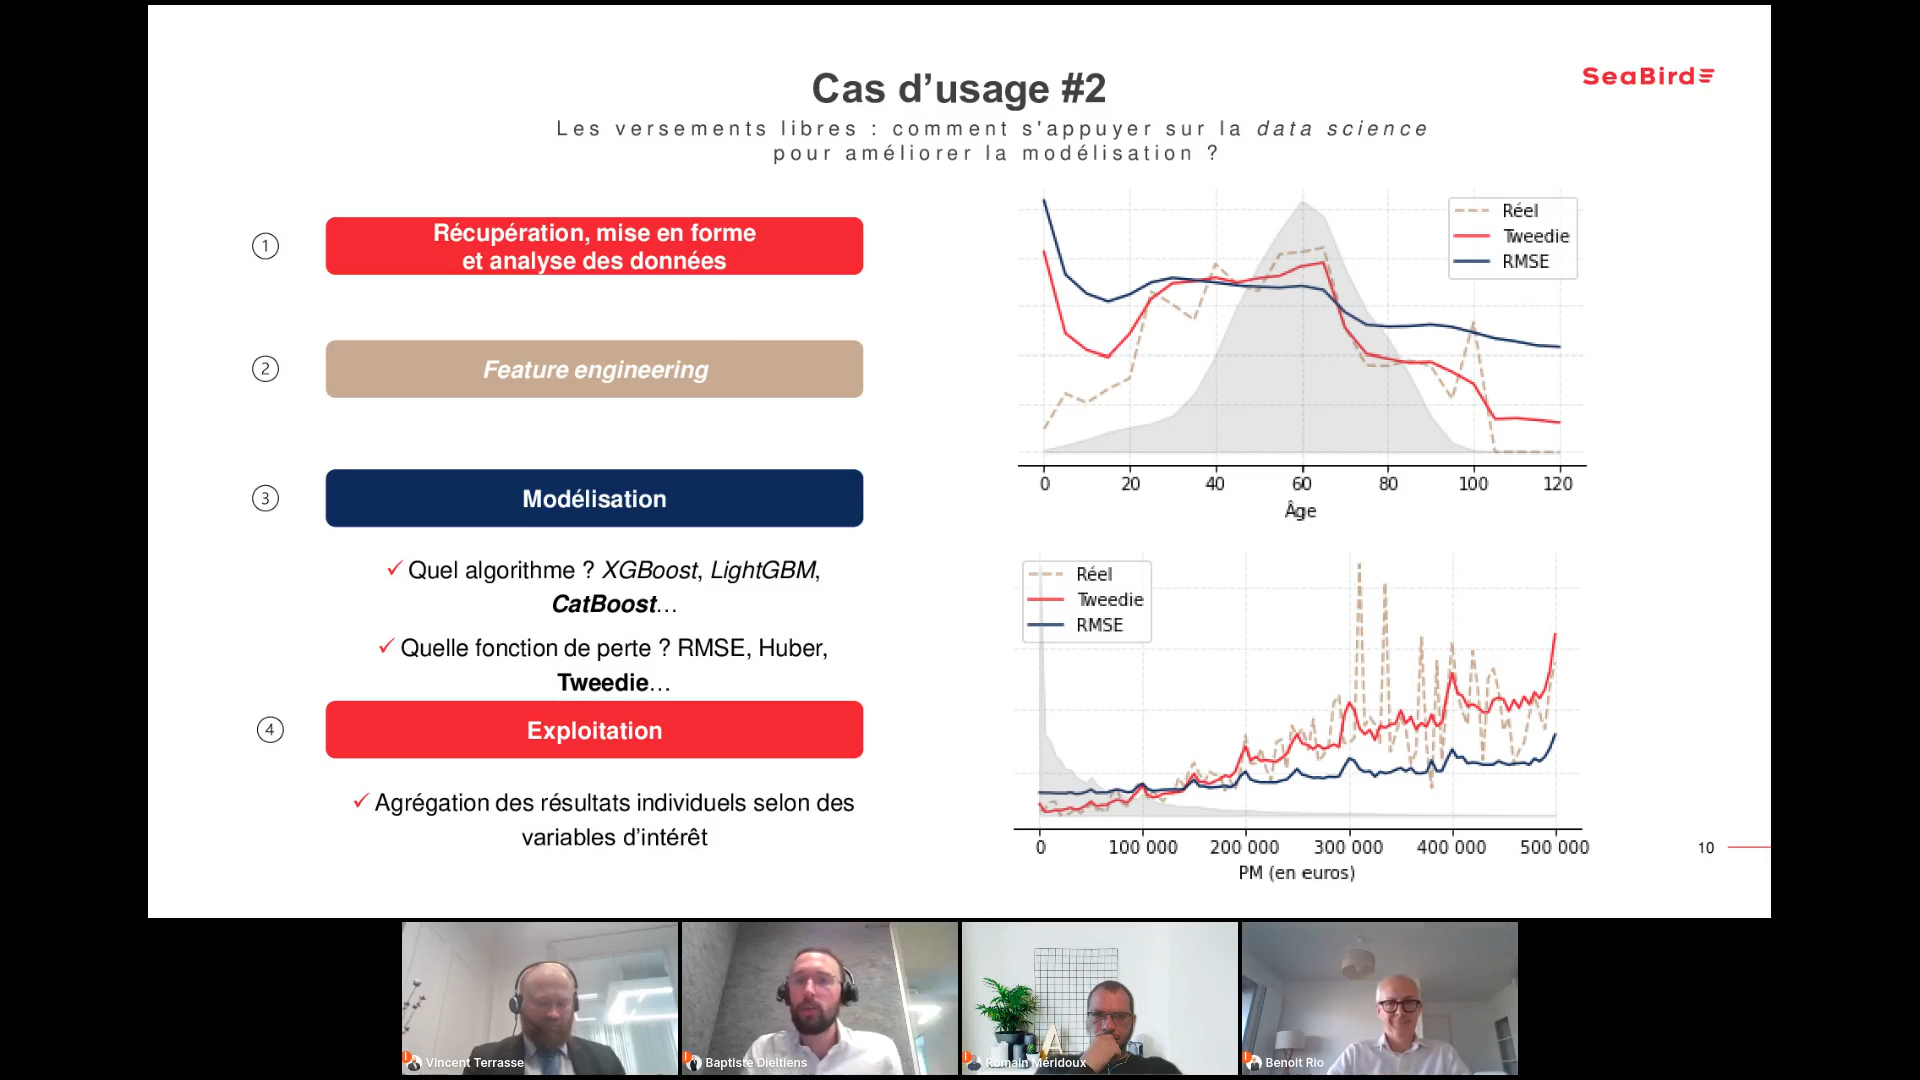 Cas d’usage #2
SeaBird
Les versements libres : comment s'appuyer sur la data science
pour améliorer la modélisation ?
1
Récupération, mise en forme
et analyse des données
2
Feature engineering
3
Modélisation
✓ Quel algorithme ? XGBoost, LightGBM,
CatBoost…
✓ Quelle fonction de perte ? RMSE, Huber,
Tweedie…
4
Exploitation
✓ Agrégation des résultats individuels selon des
variables d’intérêt
Réel
Tweedie
RMSE
0 20 40 60 80 100 120
Âge
Réel
Tweedie
RMSE
0 100 000 200 000 300 000 400 000 500 000
PM (en euros)
10
Vincent Terrasse
Baptiste Dieltiens
Romain Méridoux
Benoit Rio